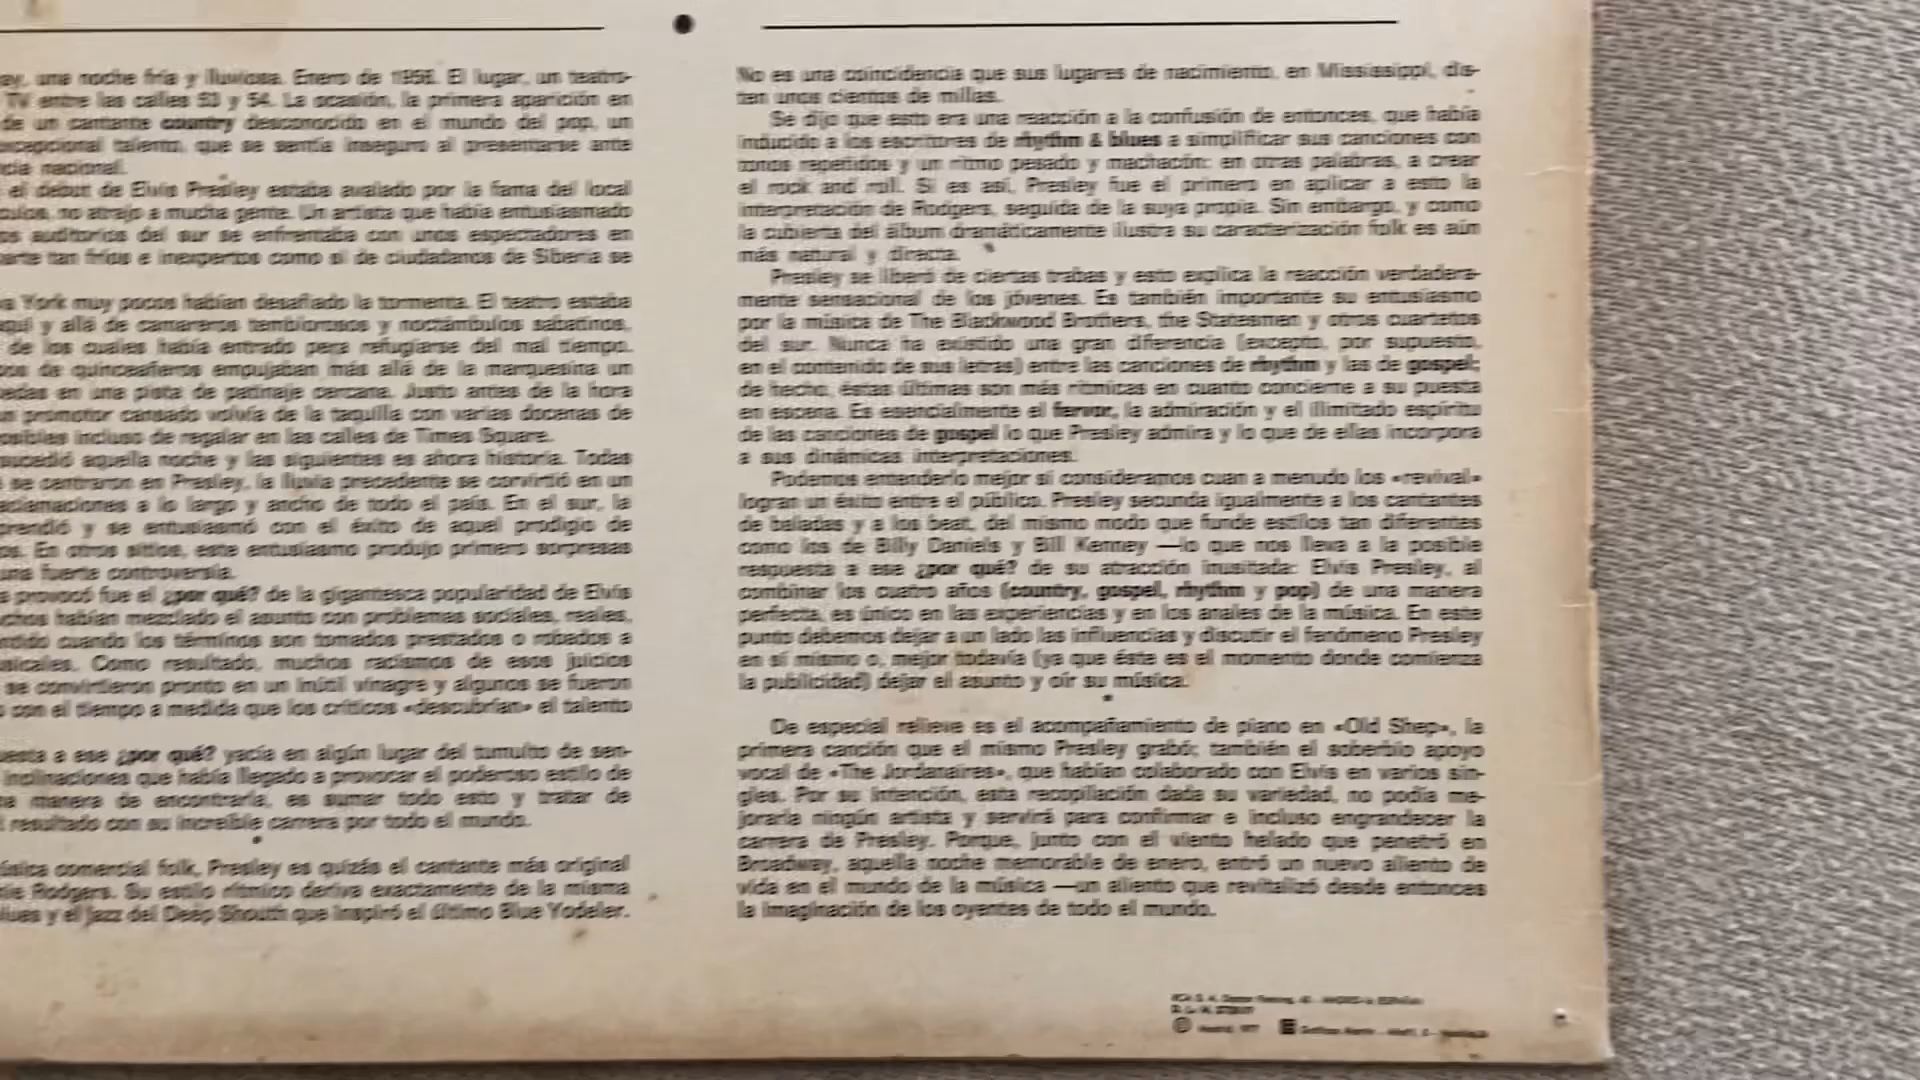 una noche fría y lluviosa. Enero de 1956. El lugar, un teatro-
TV entre las calles 53 y 54. La ocasión, la primera aparición en
de un cantante country desconocido en el mundo del pop, un
excepcional talento, que se sentía inseguro al presentarse ante
nacional.
el debut de Elvis Presley estaba avalado por la fama del local
no atrajo a mucha gente. Un artista que había entusiasmado
auditorios del sur se enfrentaba con unos espectadores en
tan fríos e inexpertos como si de ciudadanos de Siberia se
York muy pocos habían desafiado la tormenta. El teatro estaba
y allá de camareros temblorosos y noctámbulos sabatinos,
de los cuales había entrado para refugiarse del mal tiempo.
de quinceañeros empujaban más allá de la marquesina un
en una pista de patinaje cercana. Justo antes de la hora
promotor cansado volvía de la taquilla con varias docenas de
incluso de regalar en las calles de Times Square.
sucedió aquella noche y las siguientes es ahora historia. Todas
se centraron en Presley, la lluvia precedente se convirtió en un
aclamaciones a lo largo y ancho de todo el país. En el sur, la
y se entusiasmó con el éxito de aquel prodigio de
En otros sitios, este entusiasmo produjo primero sorpresas
una fuerte controversia.
provocó fue el ¿por qué? de la gigantesca popularidad de Elvis
habían mezclado el asunto con problemas sociales, reales,
cuando los términos son tomados prestados o robados a
Como resultado, muchos racismos de esos juicios
se convirtieron pronto en un inútil vinagre y algunos se fueron
con el tiempo a medida que los críticos «descubrían» el talento
a ese ¿por qué? yacía en algún lugar del tumulto de sen-
inclinaciones que había llegado a provocar el poderoso estilo de
manera de encontrarla, es sumar todo esto y tratar de
resultado con su increíble carrera por todo el mundo.
comercial folk, Presley es quizás el cantante más original
Rodgers. Su estilo rítmico deriva exactamente de la misma
y el jazz del Deep Shouth que inspiró el último Blue Yodeler.
No es una coincidencia que sus lugares de nacimiento, en Mississippi, dis-
ten unos cientos de millas.
Se dijo que esto era una reacción a la confusión de entonces, que había
inducido a los escritores de rhythm & blues a simplificar sus canciones con
tonos repetidos y un ritmo pesado y machacón: en otras palabras, a crear
el rock and roll. Si es así, Presley fue el primero en aplicar a esto la
interpretación de Rodgers, seguida de la suya propia. Sin embargo, y como
la cubierta del álbum dramáticamente ilustra su caracterización folk es aún
más natural y directa.
Presley se liberó de ciertas trabas y esto explica la reacción verdadera-
mente sensacional de los jóvenes. Es también importante su entusiasmo
por la música de The Blackwood Brothers, the Statesmen y otros cuartetos
del sur. Nunca ha existido una gran diferencia (excepto, por supuesto,
en el contenido de sus letras) entre las canciones de rhythm y las de gospel;
de hecho, éstas últimas son más rítmicas en cuanto concierne a su puesta
en escena. Es esencialmente el fervor, la admiración y el ilimitado espíritu
de las canciones de gospel lo que Presley admira y lo que de ellas incorpora
a sus dinámicas interpretaciones.
Podemos entenderlo mejor si consideramos cuan a menudo los «revival»
logran un éxito entre el público. Presley secunda igualmente a los cantantes
de baladas y a los beat, del mismo modo que funde estilos tan diferentes
como los de Billy Daniels y Bill Kenney —lo que nos lleva a la posible
respuesta a ese ¿por qué? de su atracción inusitada: Elvis Presley, al
combinar los cuatro años (country, gospel, rhythm y pop) de una manera
perfecta, es único en las experiencias y en los anales de la música. En este
punto debemos dejar a un lado las influencias y discutir el fenómeno Presley
en sí mismo o, mejor todavía (ya que éste es el momento donde comienza
la publicidad) dejar el asunto y oír su música.
De especial relieve es el acompañamiento de piano en «Old Shep», la
primera canción que el mismo Presley grabó; también el soberbio apoyo
vocal de «The Jordanaires», que habían colaborado con Elvis en varios sin-
gles. Por su intención, esta recopilación dada su variedad, no podía me-
jorarla ningún artista y servirá para confirmar e incluso engrandecer la
carrera de Presley. Porque, junto con el viento helado que penetró en
Broadway, aquella noche memorable de enero, entró un nuevo aliento de
vida en el mundo de la música —un aliento que revitalizó desde entonces
la imaginación de los oyentes de todo el mundo.